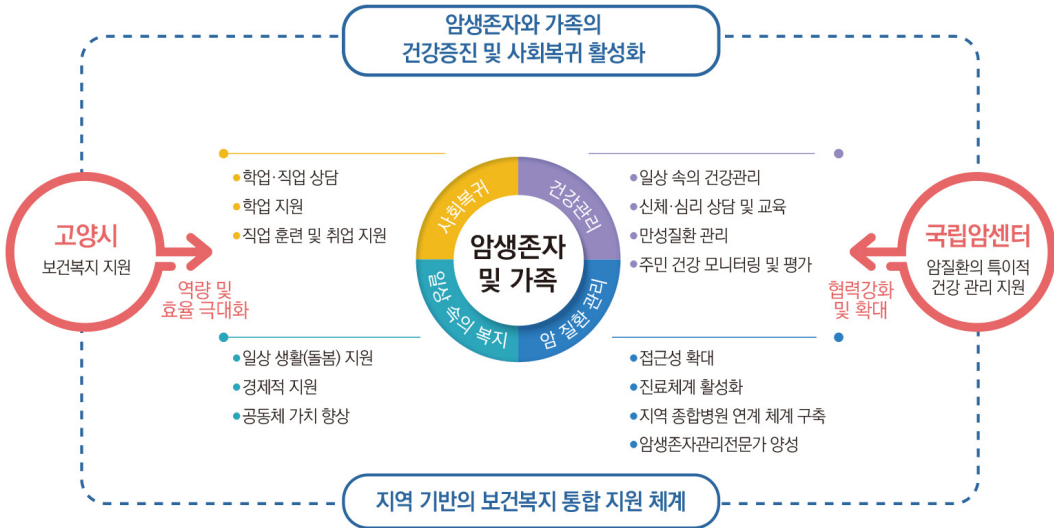 암생존자와 가족의
건강증진 및 사회복귀 활성화
고양시
보건복지 지원
역량 및
효율 극대화
학업·직업 상담
학업 지원
직업 훈련 및 취업 지원
일상 생활(돌봄) 지원
경제적 지원
공동체 가치 향상
사회복귀
건강관리
일상 속의 복지
암 질환 관리
암생존자
및 가족
일상 속의 건강관리
신체·심리 상담 및 교육
만성질환 관리
주민 건강 모니터링 및 평가
접근성 확대
진료체계 활성화
지역 종합병원 연계 체계 구축
암생존자관리전문가 양성
협력강화
및 확대
국립암센터
암질환의 특이적
건강 관리 지원
지역 기반의 보건복지 통합 지원 체계